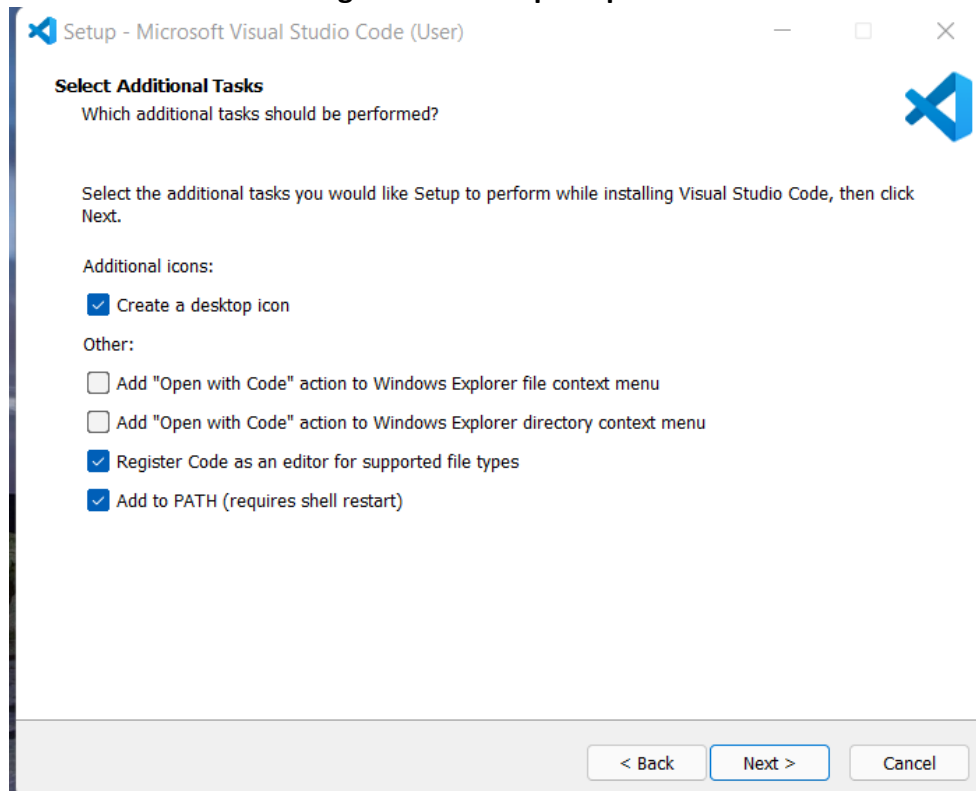 Setup - Microsoft Visual Studio Code (User)
Select Additional Tasks
Which additional tasks should be performed?
Select the additional tasks you would like Setup to perform while installing Visual Studio Code, then click
Next.
Additional icons:
Create a desktop icon
Other:
Add "Open with Code" action to Windows Explorer file context menu
Add "Open with Code" action to Windows Explorer directory context menu
Register Code as an editor for supported file types
Add to PATH (requires shell restart)
< Back Next > Cancel